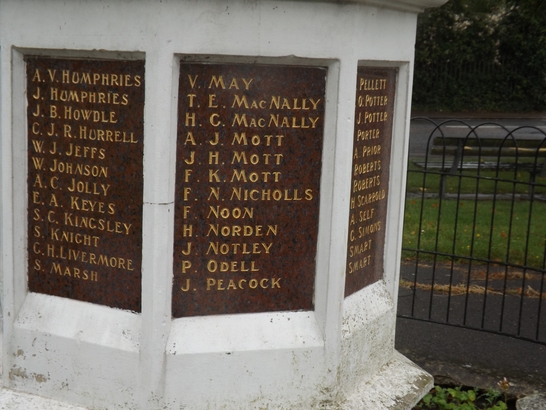 A. V. HUMPHRIES
J. HUMPHRIES
J. B. HOWDLE
C. J. R. HURRELL
W. J. JEFFS
W. JOHNSON
A. C. JOLLY
E. A. KEYES
S. C. KINGSLEY
S. KNIGHT
G. H. LIVERMORE
S. MARSH
V. MAY
T. E. MACNALLY
H. G. MACNALLY
A. J. MOTT
J. H. MOTT
F. K. MOTT
F. N. NICHOLLS
F. NOON
H. NORDEN
J. NOTLEY
P. ODELL
J. PEACOCK
PELLETT
O. POTTER
J. POTTER
PORTER
A. PRIOR
ROBERTS
ROBERTS
H. SCARROLD
A. SELF
G. SIMONS
SMART
SMART